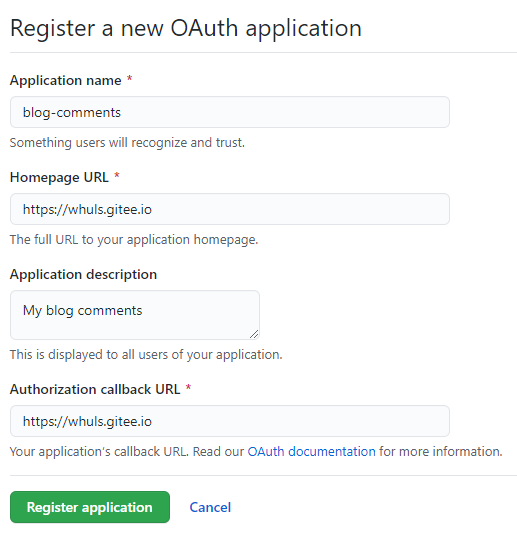 Register a new OAuth application
Application name *
blog-comments
Something users will recognize and trust.
Homepage URL *
https://whuls.gitee.io
The full URL to your application homepage.
Application description
My blog comments
This is displayed to all users of your application.
Authorization callback URL *
https://whuls.gitee.io
Your application's callback URL. Read our OAuth documentation for more information.
Register application Cancel